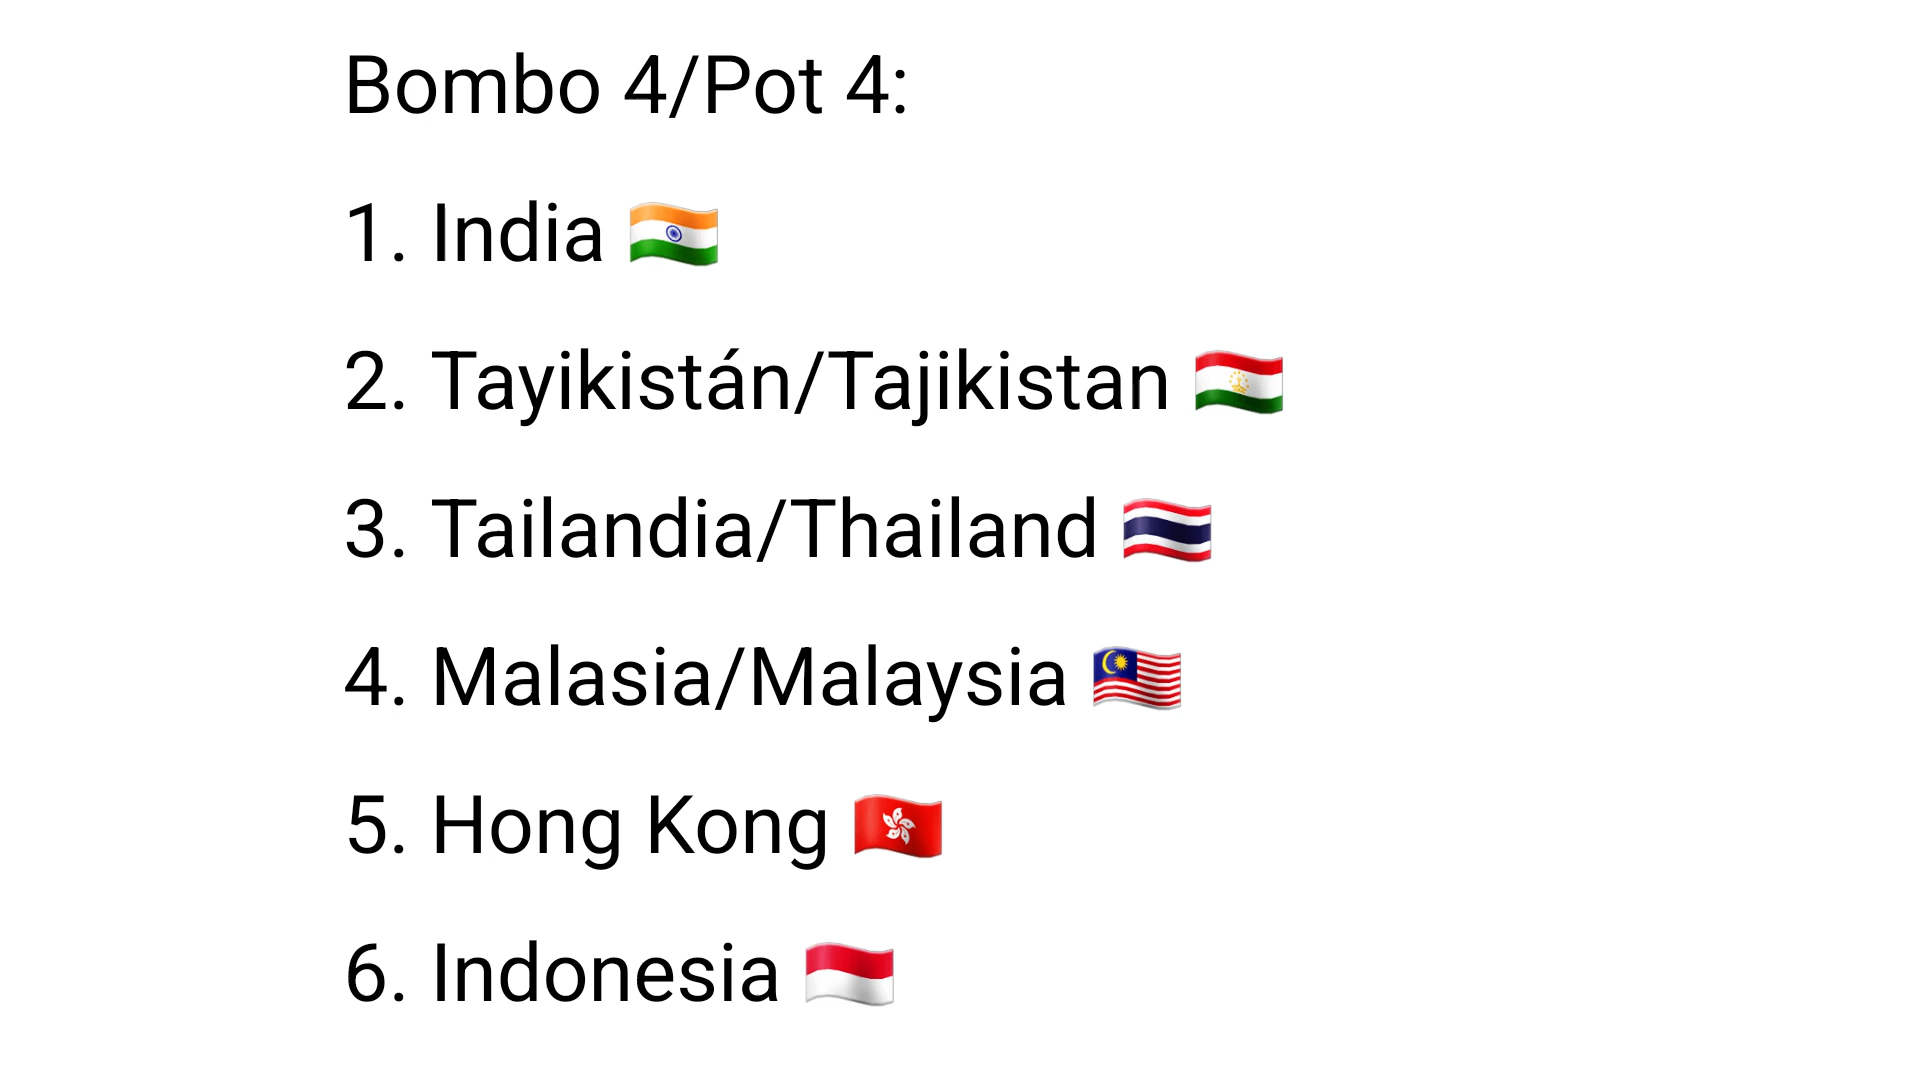 Bombo 4/Pot 4:
1. India 🇮🇳
2. Tayikistán/Tajikistan 🇹🇯
3. Tailandia/Thailand 🇹🇭
4. Malasia/Malaysia 🇲🇾
5. Hong Kong 🇭🇰
6. Indonesia 🇮🇩